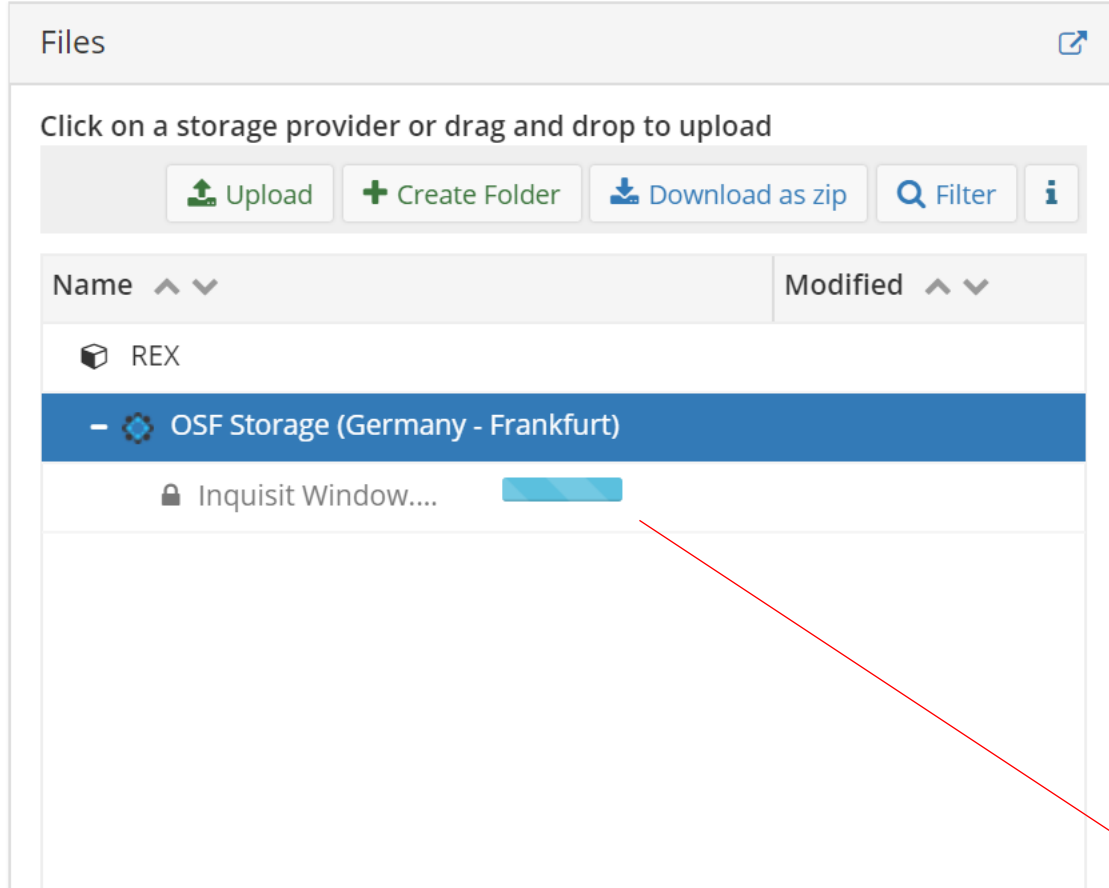 Files
Click on a storage provider or drag and drop to upload
Upload Create Folder Download as zip Filter i
Name Modified
REX
OSF Storage (Germany - Frankfurt)
Inquisit Window....